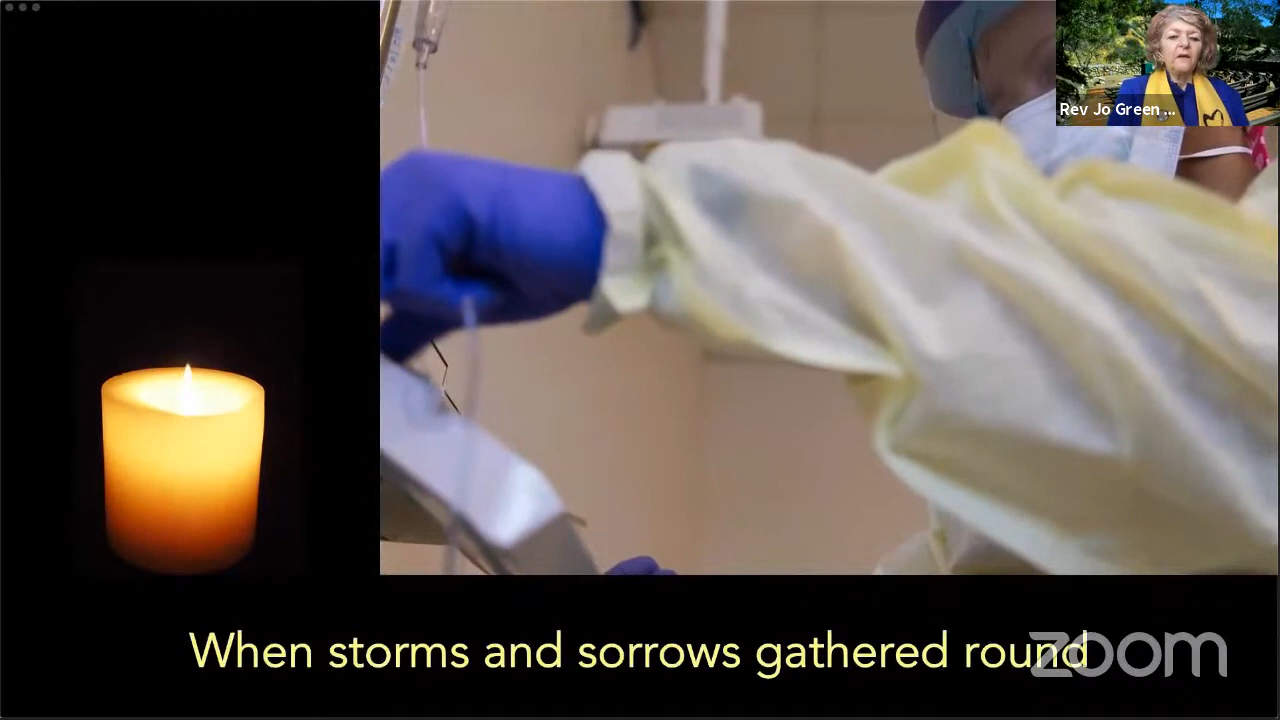 Rev Jo Green ...
When storms and sorrows gathered round
zoom